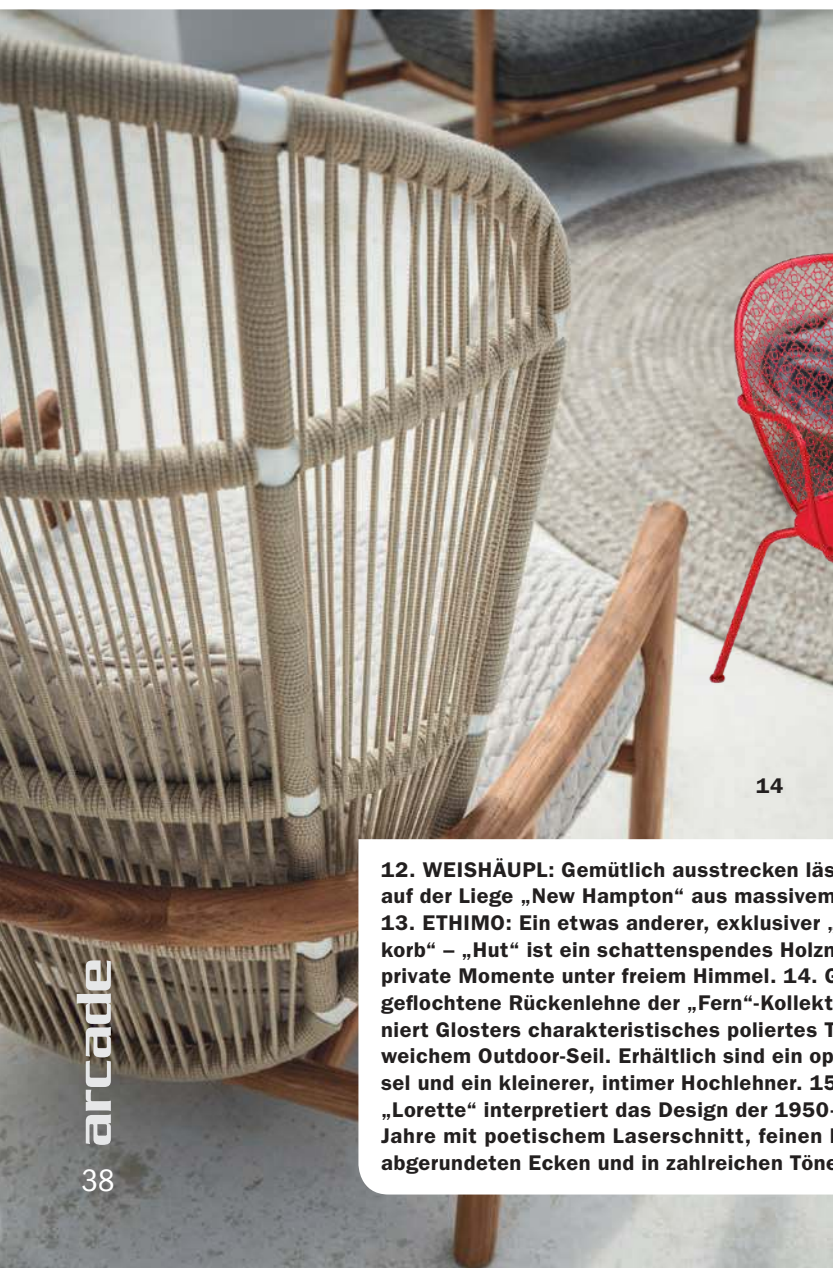 14
12. WEISHÄUPL: Gemütlich ausstrecken läs
auf der Liege „New Hampton“ aus massivem
13. ETHIMO: Ein etwas anderer, exklusiver „
korb“ – „Hut“ ist ein schattenspendes Holzm
private Momente unter freiem Himmel. 14. G
geflochtene Rückenlehne der „Fern“-Kollekt
niert Glosters charakteristisches poliertes T
weichem Outdoor-Seil. Erhältlich sind ein op
sel und ein kleinerer, intimer Hochlehner. 15
„Lorette“ interpretiert das Design der 1950-
Jahre mit poetischem Laserschnitt, feinen
abgerundeten Ecken und in zahlreichen Töne
arcade
38